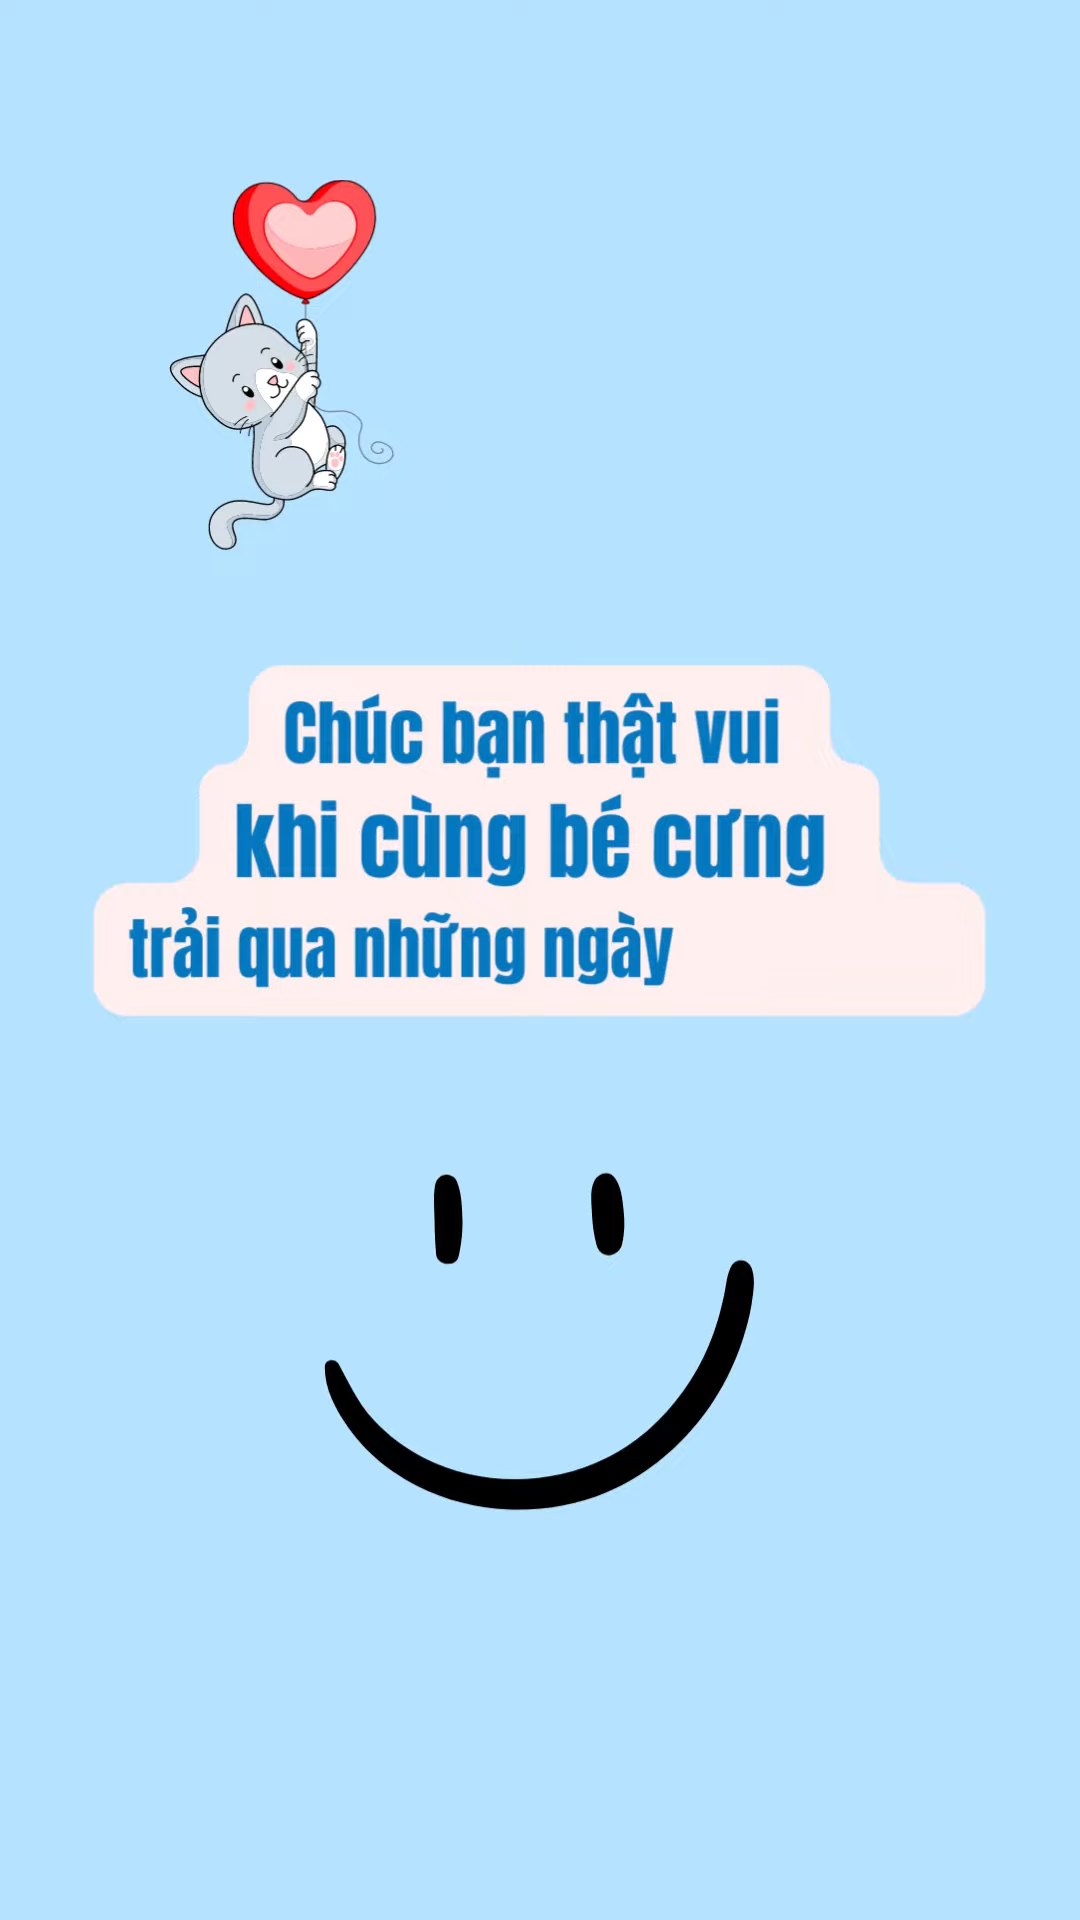 Chúc bạn thật vui
khi cùng bé cưng
trải qua những ngày